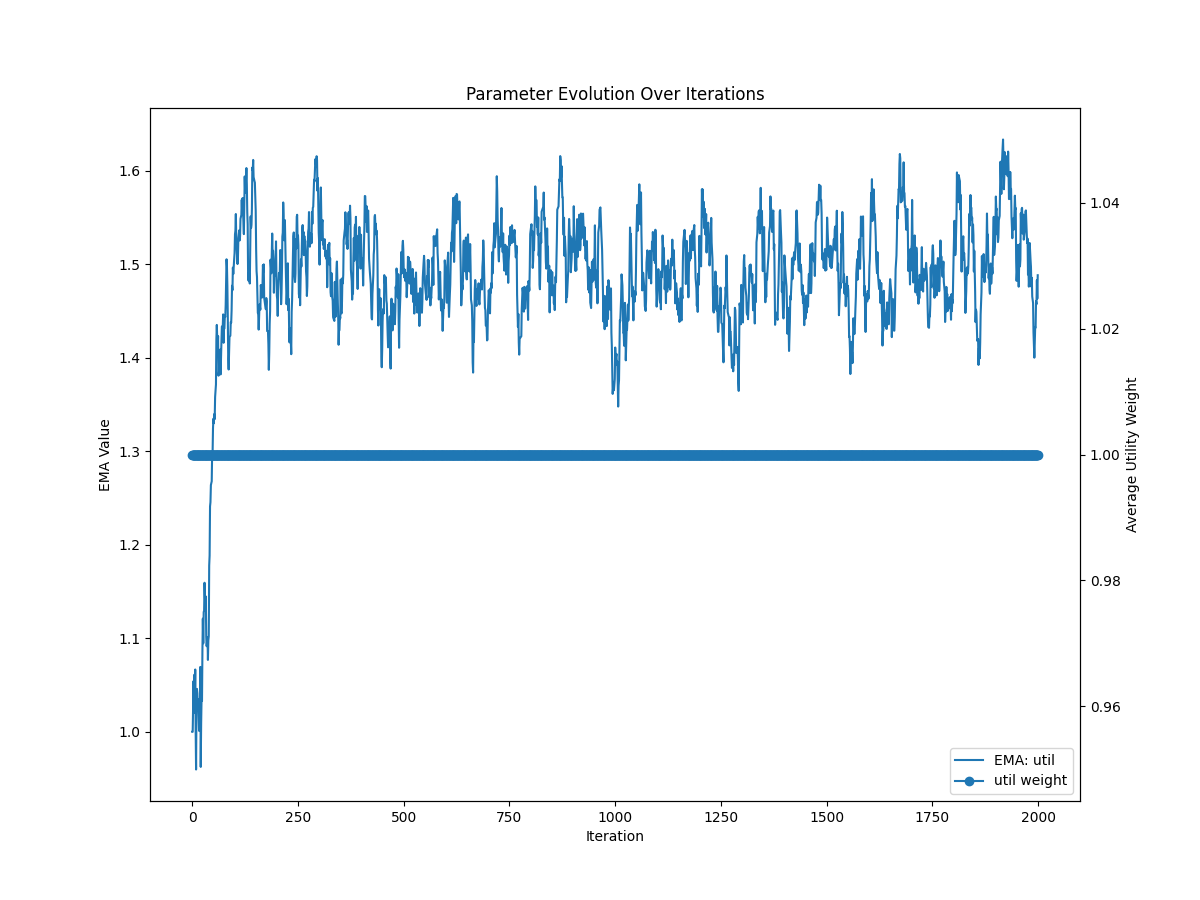 Parameter Evolution Over Iterations
1.6
1.5
1.4
1.3
1.2
1.1
1.0
EMA Value
1.04
1.02
1.00
0.98
0.96
Average Utility Weight
EMA: util
util weight
0 250 500 750 1000 1250 1500 1750 2000
Iteration